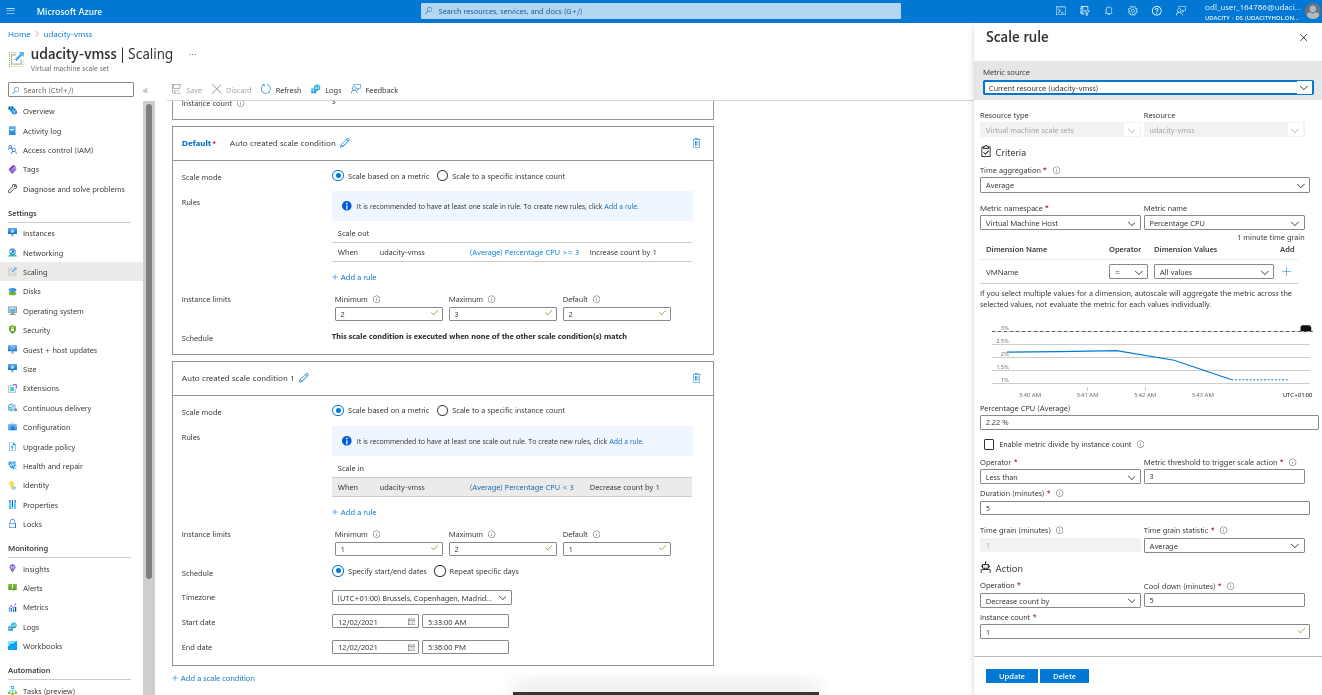 Microsoft Azure
Search resources, services, and docs (G+/)
odl_user_164786@udaci...
UDACITY - DS (UDACITYHOLON...
Home > udacity-vmss
udacity-vmss | Scaling ...
Virtual machine scale set
Search (Ctrl+/)
Overview
Activity log
Access control (IAM)
Tags
Diagnose and solve problems
Settings
Instances
Networking
Scaling
Disks
Operating system
Security
Guest + host updates
Size
Extensions
Continuous delivery
Configuration
Upgrade policy
Health and repair
Identity
Properties
Locks
Monitoring
Insights
Alerts
Metrics
Logs
Workbooks
Automation
Tasks (preview)
Save Discard Refresh Logs Feedback
Instance count 3
Default* Auto created scale condition
Scale mode Scale based on a metric Scale to a specific instance count
Rules It is recommended to have at least one scale in rule. To create new rules, click Add a rule.
Scale out
When udacity-vmss (Average) Percentage CPU >= 3 Increase count by 1
+ Add a rule
Instance limits Minimum Maximum Default
2 3 2
Schedule This scale condition is executed when none of the other scale condition(s) match
Auto created scale condition 1
Scale mode Scale based on a metric Scale to a specific instance count
Rules It is recommended to have at least one scale out rule. To create new rules, click Add a rule.
Scale in
When udacity-vmss (Average) Percentage CPU < 3 Decrease count by 1
+ Add a rule
Instance limits Minimum Maximum Default
1 2 1
Schedule Specify start/end dates Repeat specific days
Timezone (UTC+01:00) Brussels, Copenhagen, Madrid...
Start date 12/02/2021 5:33:00 AM
End date 12/02/2021 5:38:00 PM
+ Add a scale condition
Scale rule
Metric source
Current resource (udacity-vmss)
Resource type Resource
Virtual machine scale sets udacity-vmss
Criteria
Time aggregation *
Average
Metric namespace * Metric name
Virtual Machine Host Percentage CPU
1 minute time grain
Dimension Name Operator Dimension Values Add
VMName = All values +
If you select multiple values for a dimension, autoscale will aggregate the metric across the
selected values, not evaluate the metric for each values individually.
3%
2.5%
2%
1.5%
1%
5:40 AM 5:41 AM 5:42 AM 5:43 AM UTC+01:00
Percentage CPU (Average)
2.22 %
Enable metric divide by instance count
Operator * Metric threshold to trigger scale action *
Less than 3
Duration (minutes) *
5
Time grain (minutes) Time grain statistic *
1 Average
Action
Operation * Cool down (minutes) *
Decrease count by 5
Instance count *
1
Update Delete